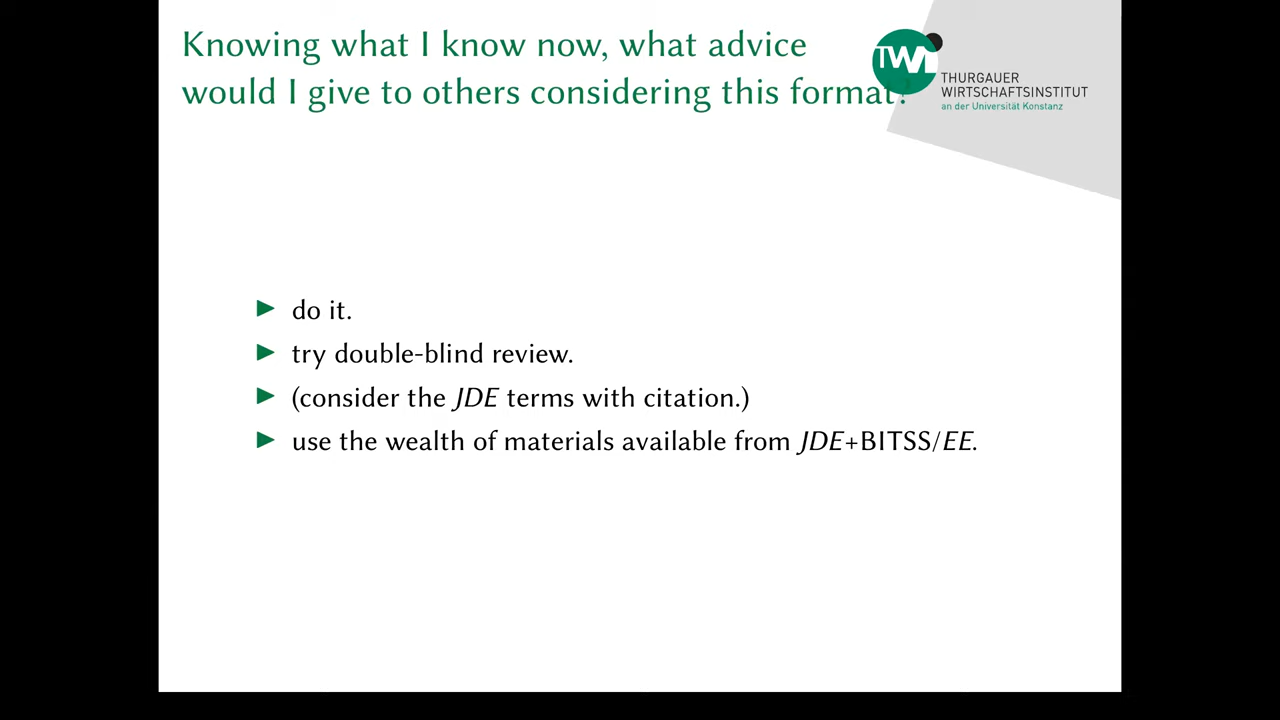 Knowing what I know now, what advice
would I give to others considering this format?
TWI
THURGAUER
WIRTSCHAFTSINSTITUT
an der Universität Konstanz
do it.
try double-blind review.
(consider the JDE terms with citation.)
use the wealth of materials available from JDE+BITSS/EE.